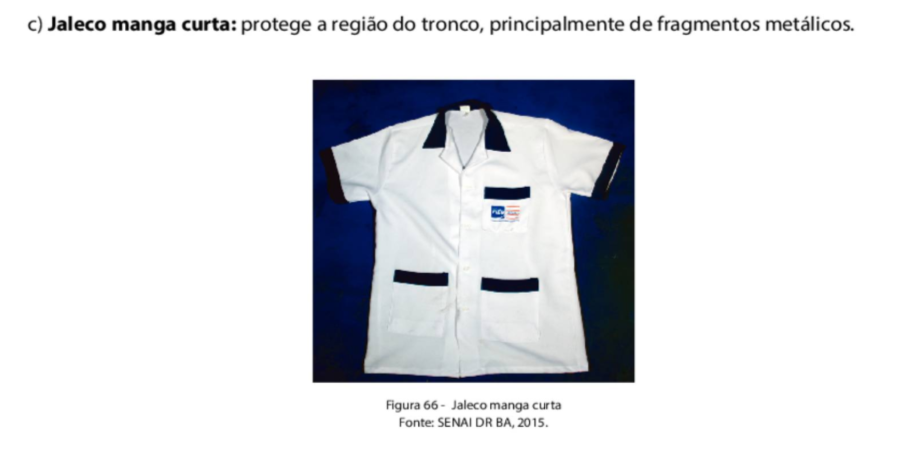 c) Jaleco manga curta: protege a região do tronco, principalmente de fragmentos metálicos.
Figura 66 - Jaleco manga curta
Fonte: SENAI DR BA, 2015.